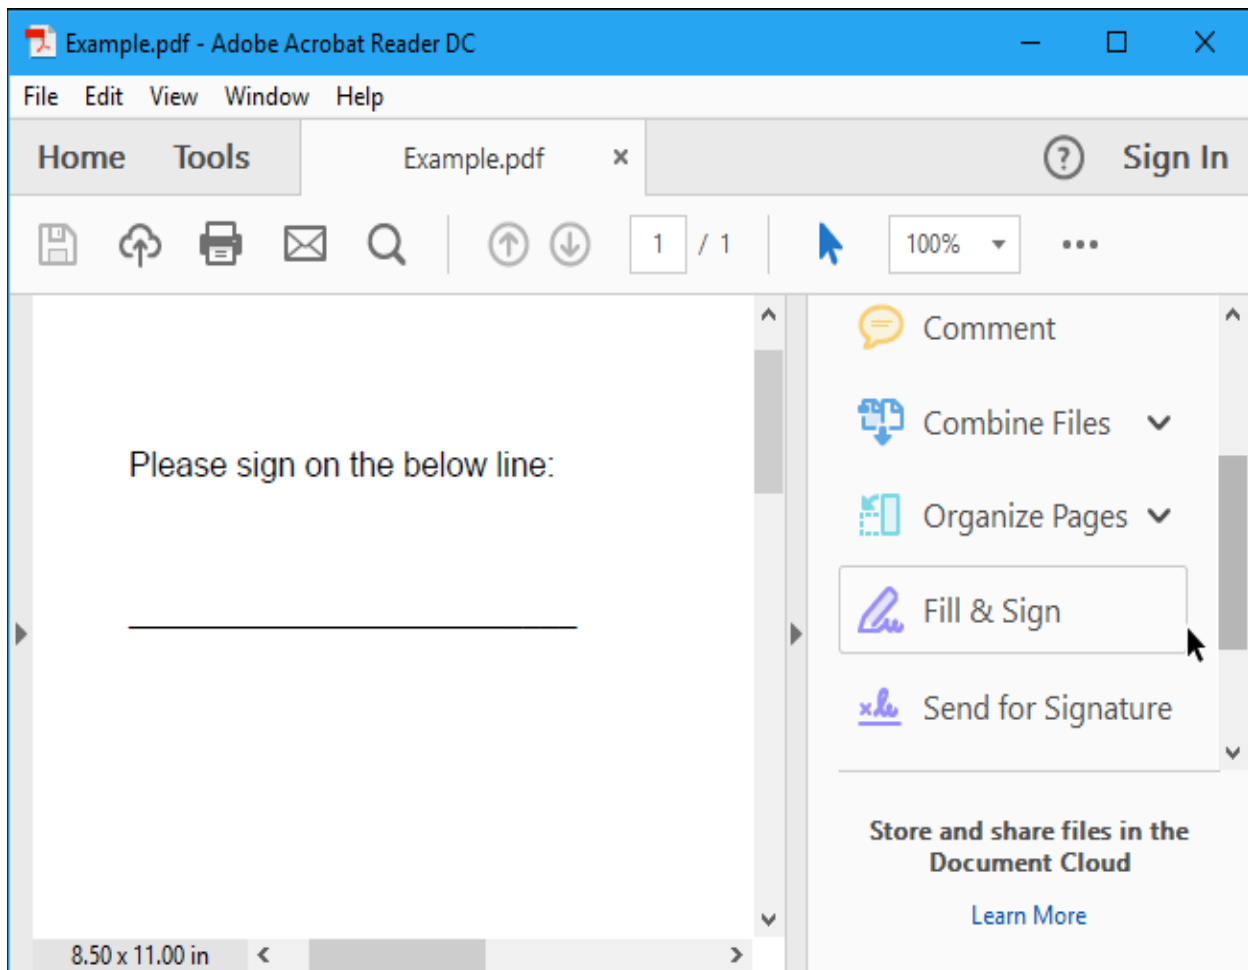 Example.pdf - Adobe Acrobat Reader DC
File Edit View Window Help
Home Tools Example.pdf × ? Sign In
1 / 1 100%
Please sign on the below line:
8.50 x 11.00 in
Comment
Combine Files
Organize Pages
Fill & Sign
Send for Signature
Store and share files in the
Document Cloud
Learn More